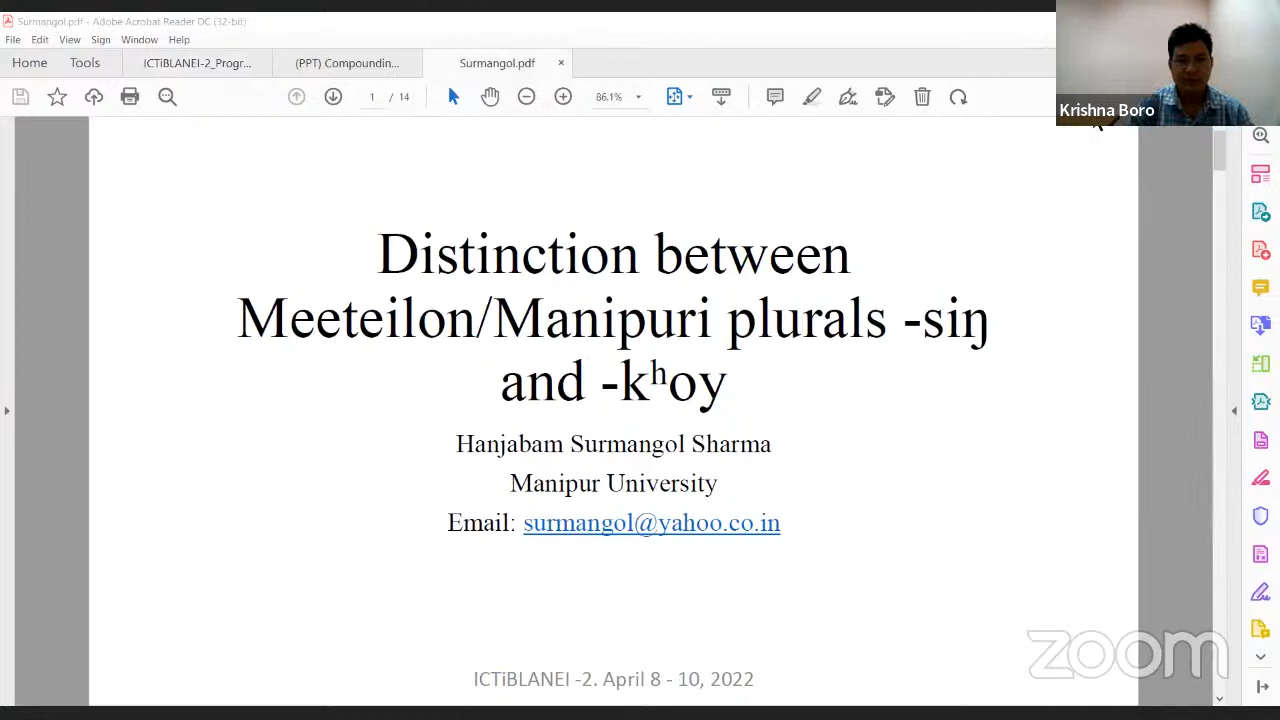 Surmangol.pdf - Adobe Acrobat Reader DC (32-bit)
File Edit View Sign Window Help
Home Tools ICTiBLANEI-2_Progr... (PPT) Compoundin... Surmangol.pdf ×
1 / 14 86.1%
Krishna Boro
Distinction between
Meeteilon/Manipuri plurals -siŋ
and -kʰoy
Hanjabam Surmangol Sharma
Manipur University
Email: surmangol@yahoo.co.in
ICTiBLANEI -2. April 8 - 10, 2022
zoom